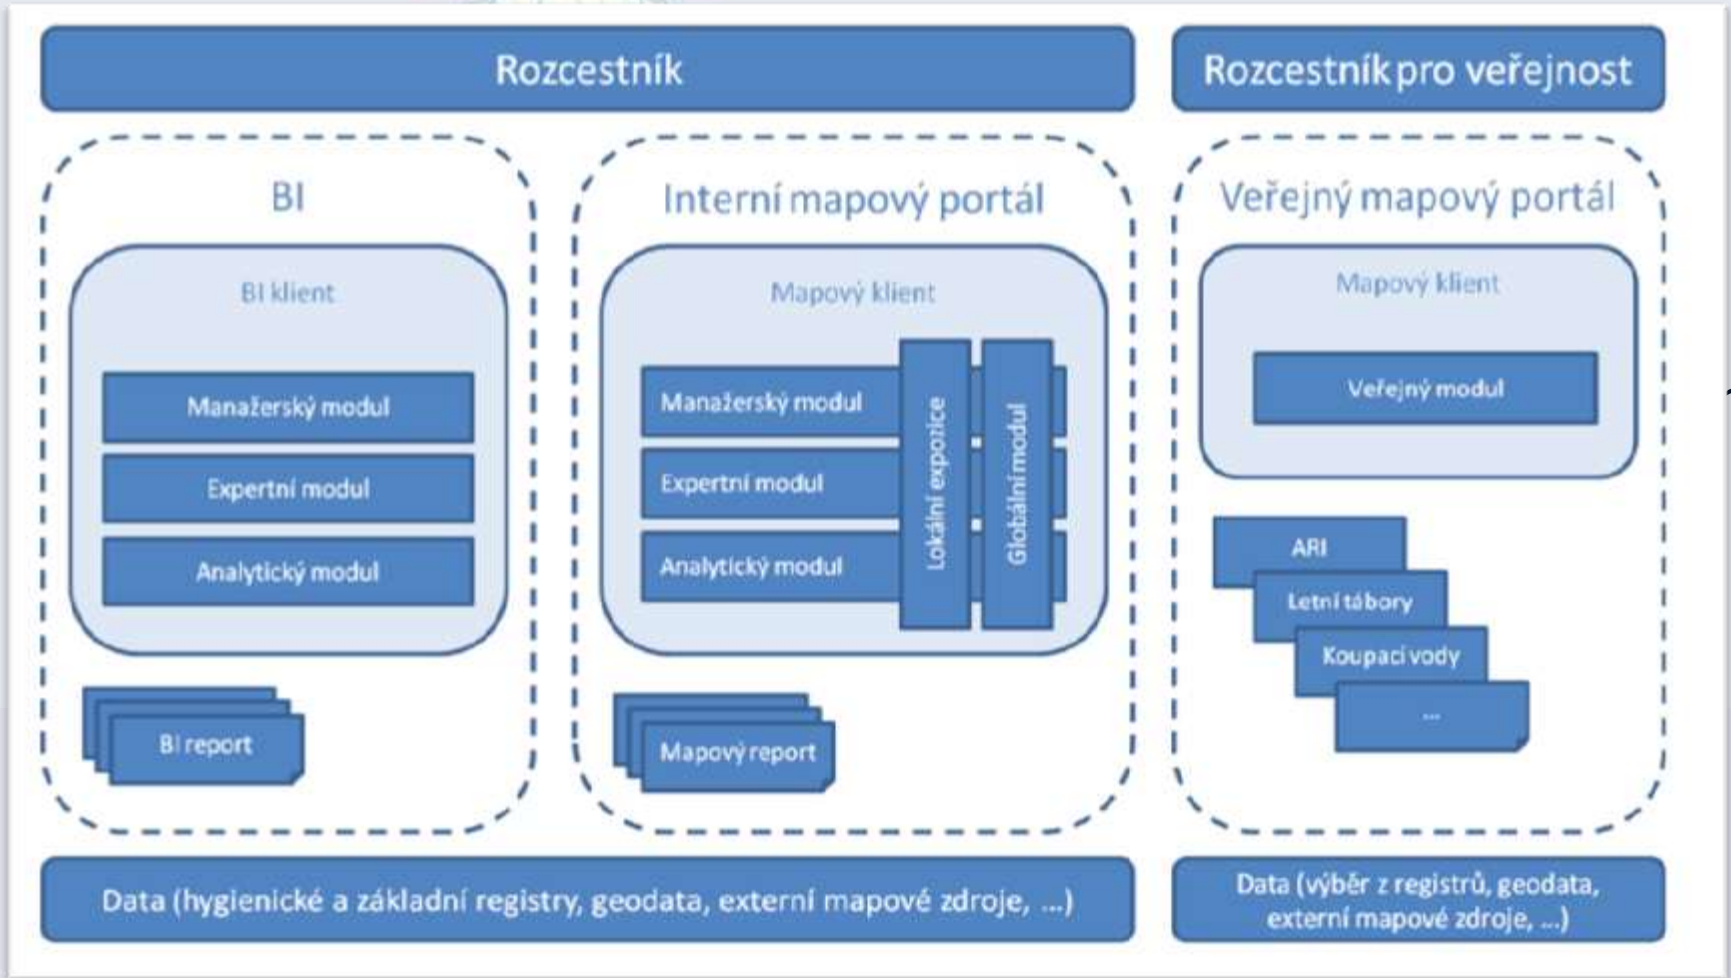 Rozcestník
Rozcestník pro veřejnost
BI
BI klient
Manažerský modul
Expertní modul
Analytický modul
BI report
Interní mapový portál
Mapový klient
Manažerský modul
Expertní modul
Analytický modul
Lokální expozice
Globální modul
Mapový report
Veřejný mapový portál
Mapový klient
Veřejný modul
ARI
Letní tábory
Koupací vody
...
Data (hygienické a základní registry, geodata, externí mapové zdroje, ...)
Data (výběr z registrů, geodata,
externí mapové zdroje, ...)